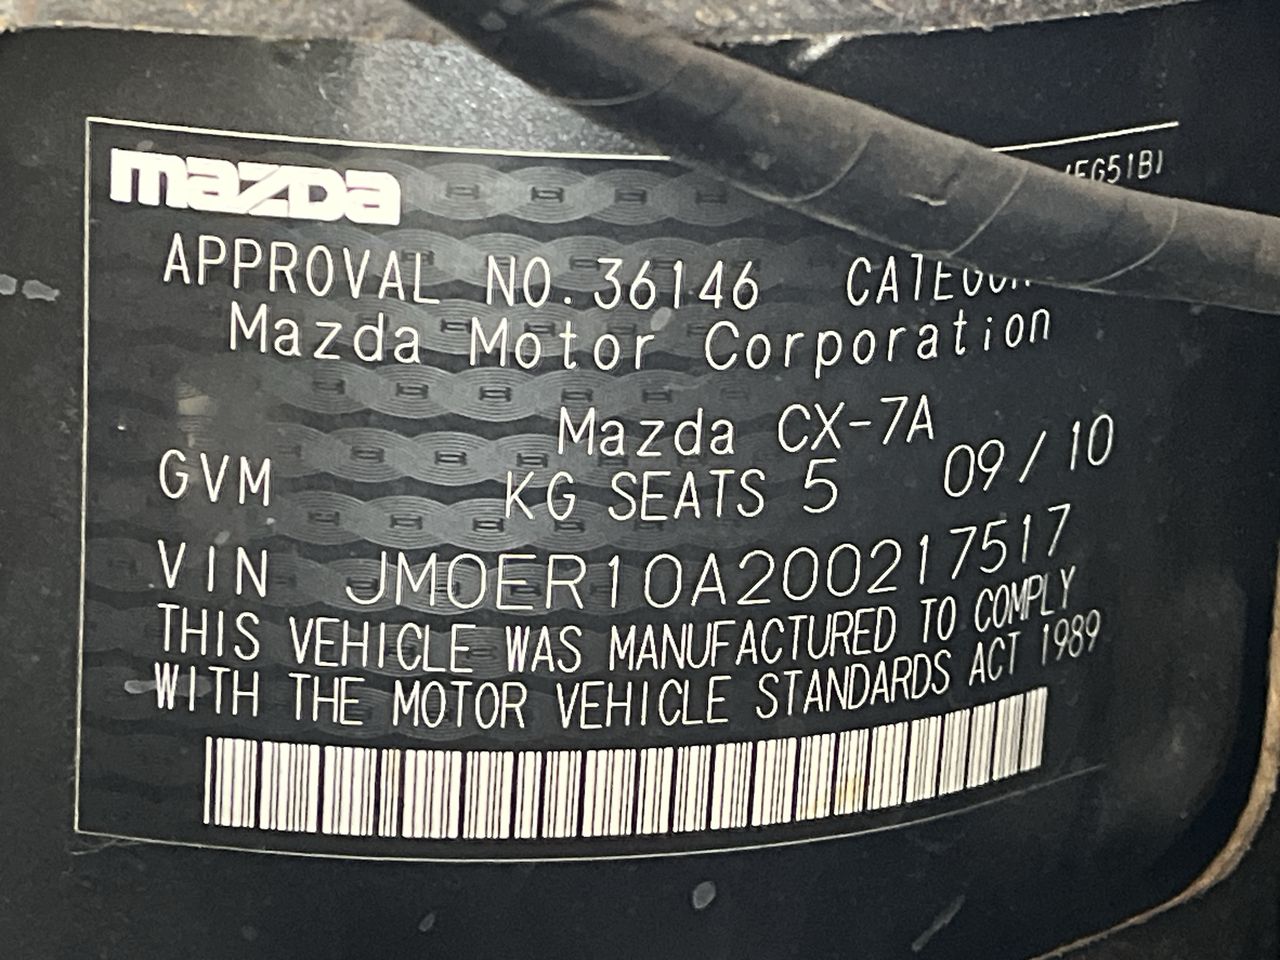 mazda
EG51B)
APPROVAL NO. 36146 CATEGOR
Mazda Motor Corporation
Mazda CX-7A
GVM KG SEATS 5 09/10
VIN JM0ER10A200217517
THIS VEHICLE WAS MANUFACTURED TO COMPLY
WITH THE MOTOR VEHICLE STANDARDS ACT 1989